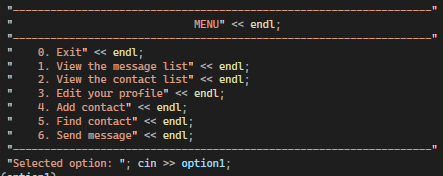 "————————————————————————————————————————————————————————————"
"                          MENU" << endl;
"————————————————————————————————————————————————————————————"
"    0. Exit" << endl;
"    1. View the message list" << endl;
"    2. View the contact list" << endl;
"    3. Edit your profile" << endl;
"    4. Add contact" << endl;
"    5. Find contact" << endl;
"    6. Send message" << endl;
"————————————————————————————————————————————————————————————"
"Selected option: "; cin >> option1;
(option1)